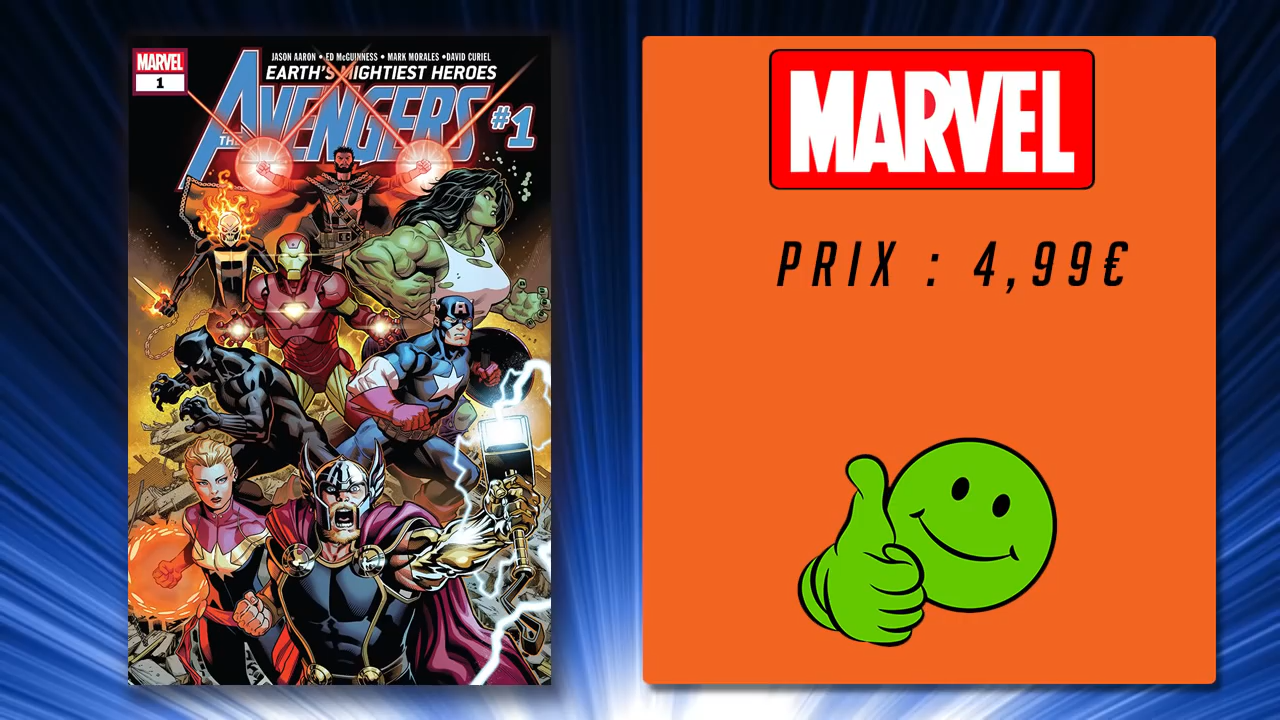 MARVEL
1
JASON AARON • ED McGUINNESS • MARK MORALES • DAVID CURIEL
EARTH'S MIGHTIEST HEROES
THE AVENGERS #1
A
MARVEL
PRIX : 4,99€